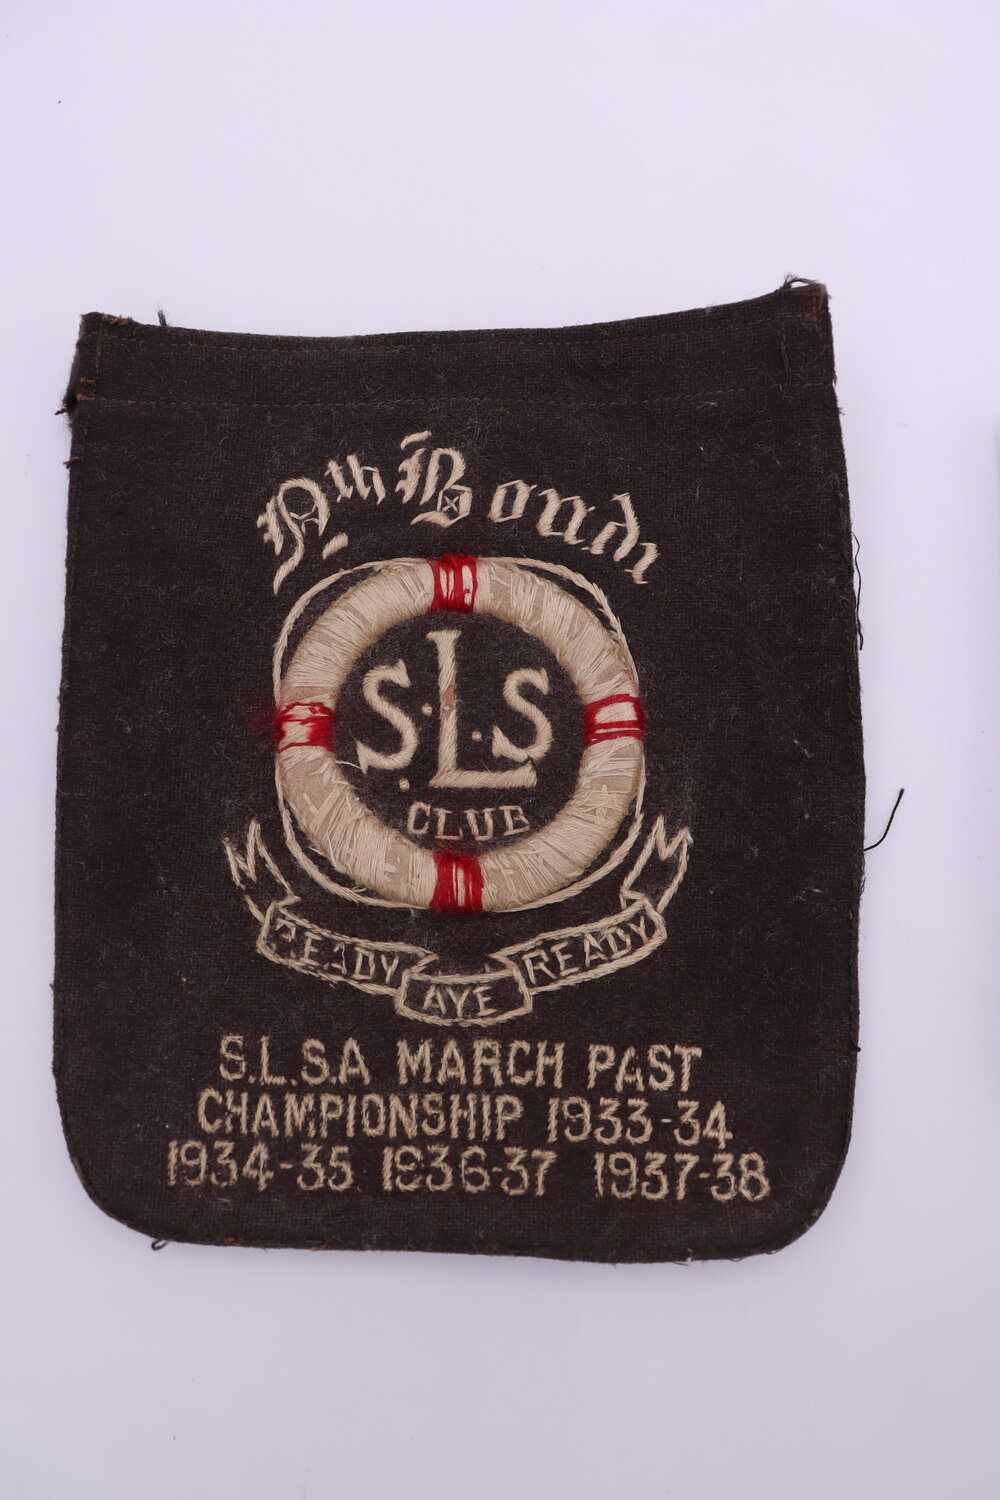 Nth Bondi
S.L.S.
CLUB
READY AYE READY
S.L.S.A MARCH PAST
CHAMPIONSHIP 1933-34
1934-35 1936-37 1937-38